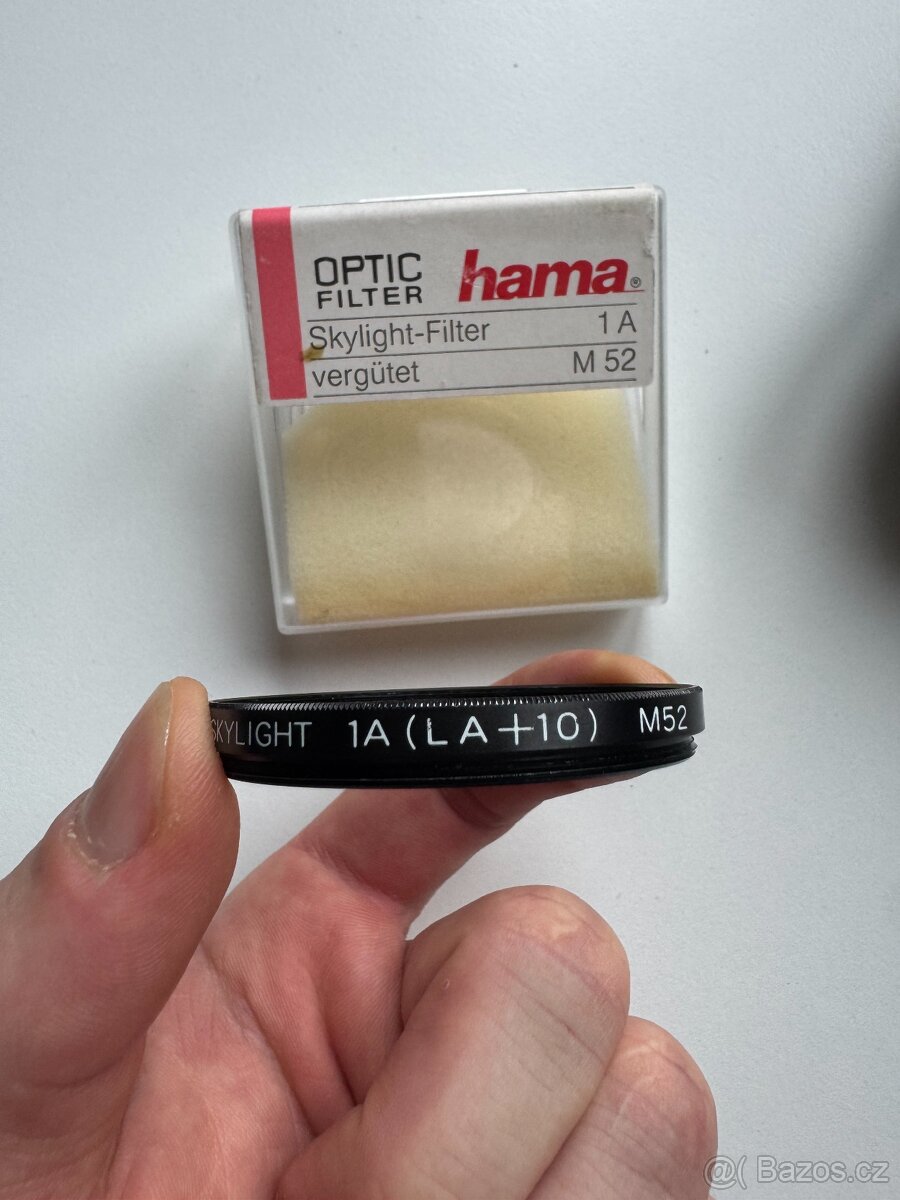 OPTIC hama®
FILTER
Skylight-Filter 1 A
vergütet M 52
SKYLIGHT 1A (LA+10) M52
@( Bazos.cz